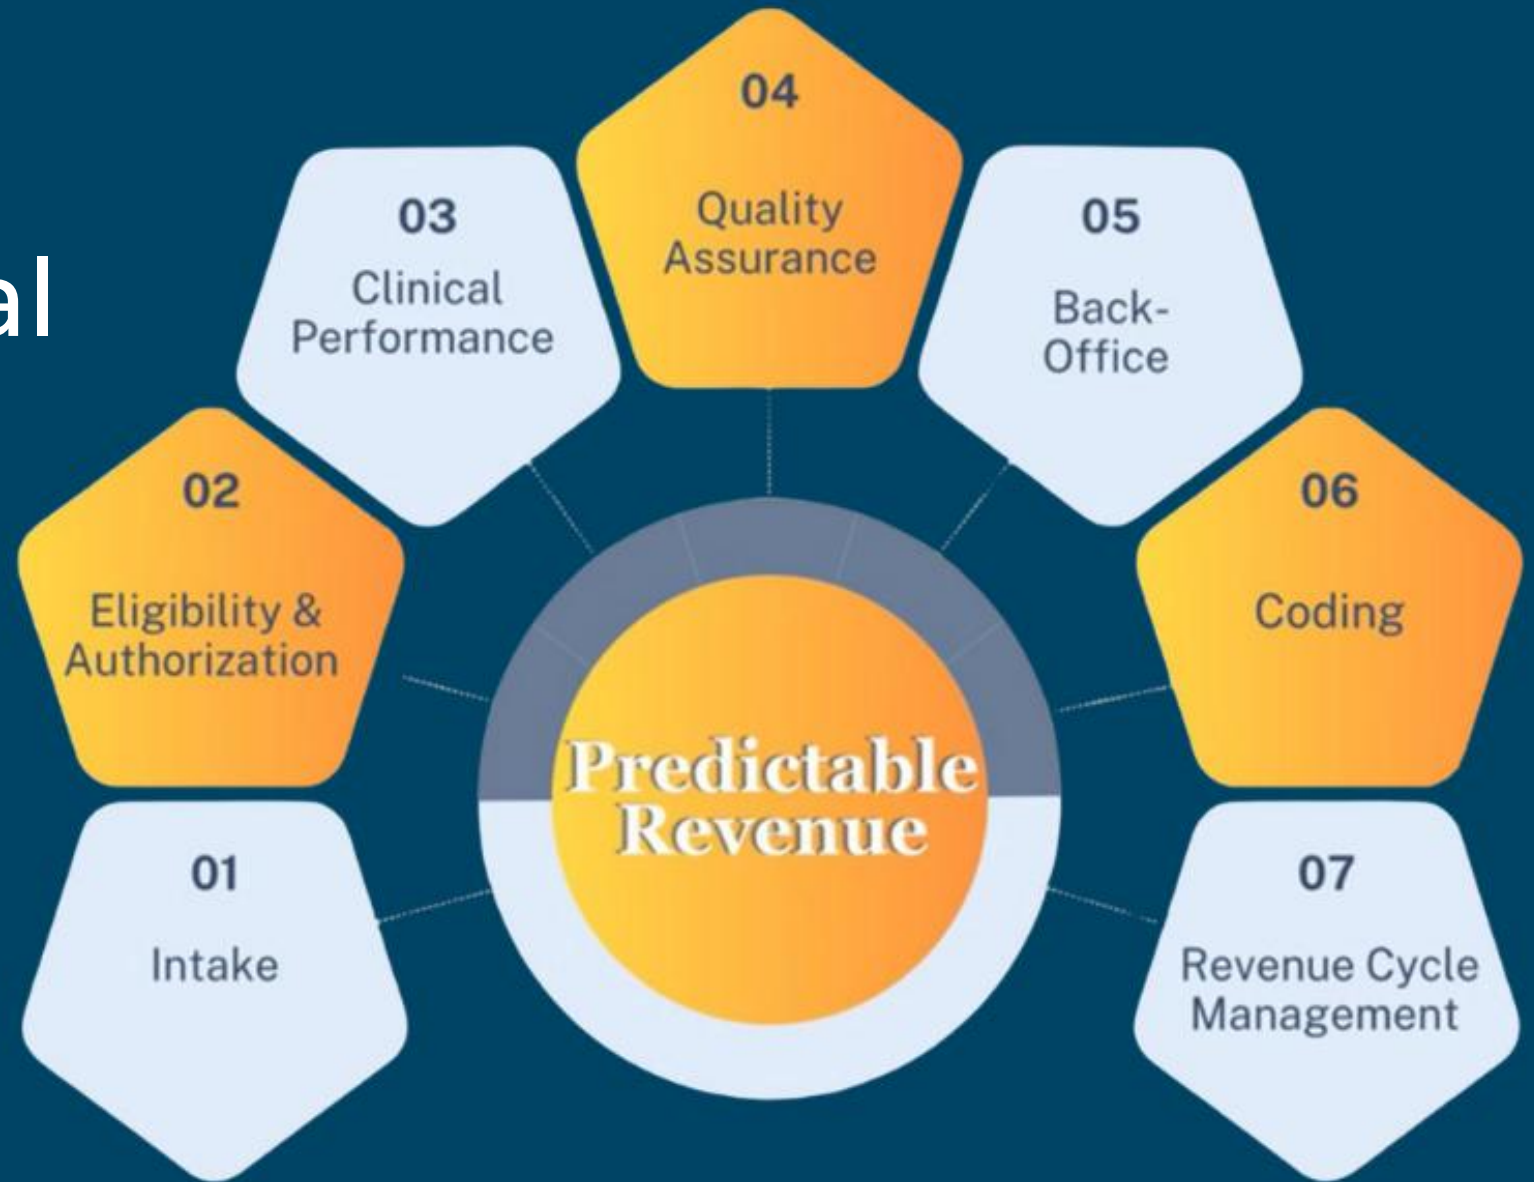 al
01
Intake
02
Eligibility &
Authorization
03
Clinical
Performance
04
Quality
Assurance
05
Back-
Office
06
Coding
07
Revenue Cycle
Management
Predictable
Revenue